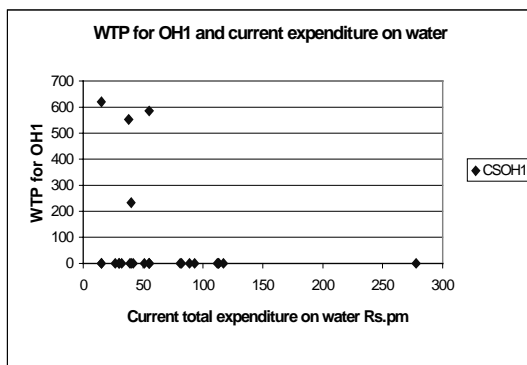 WTP for OH1 and current expenditure on water
WTP for OH1
700
600
500
400
300
200
100
0
0 50 100 150 200 250 300
Current total expenditure on water Rs.pm
CSOH1